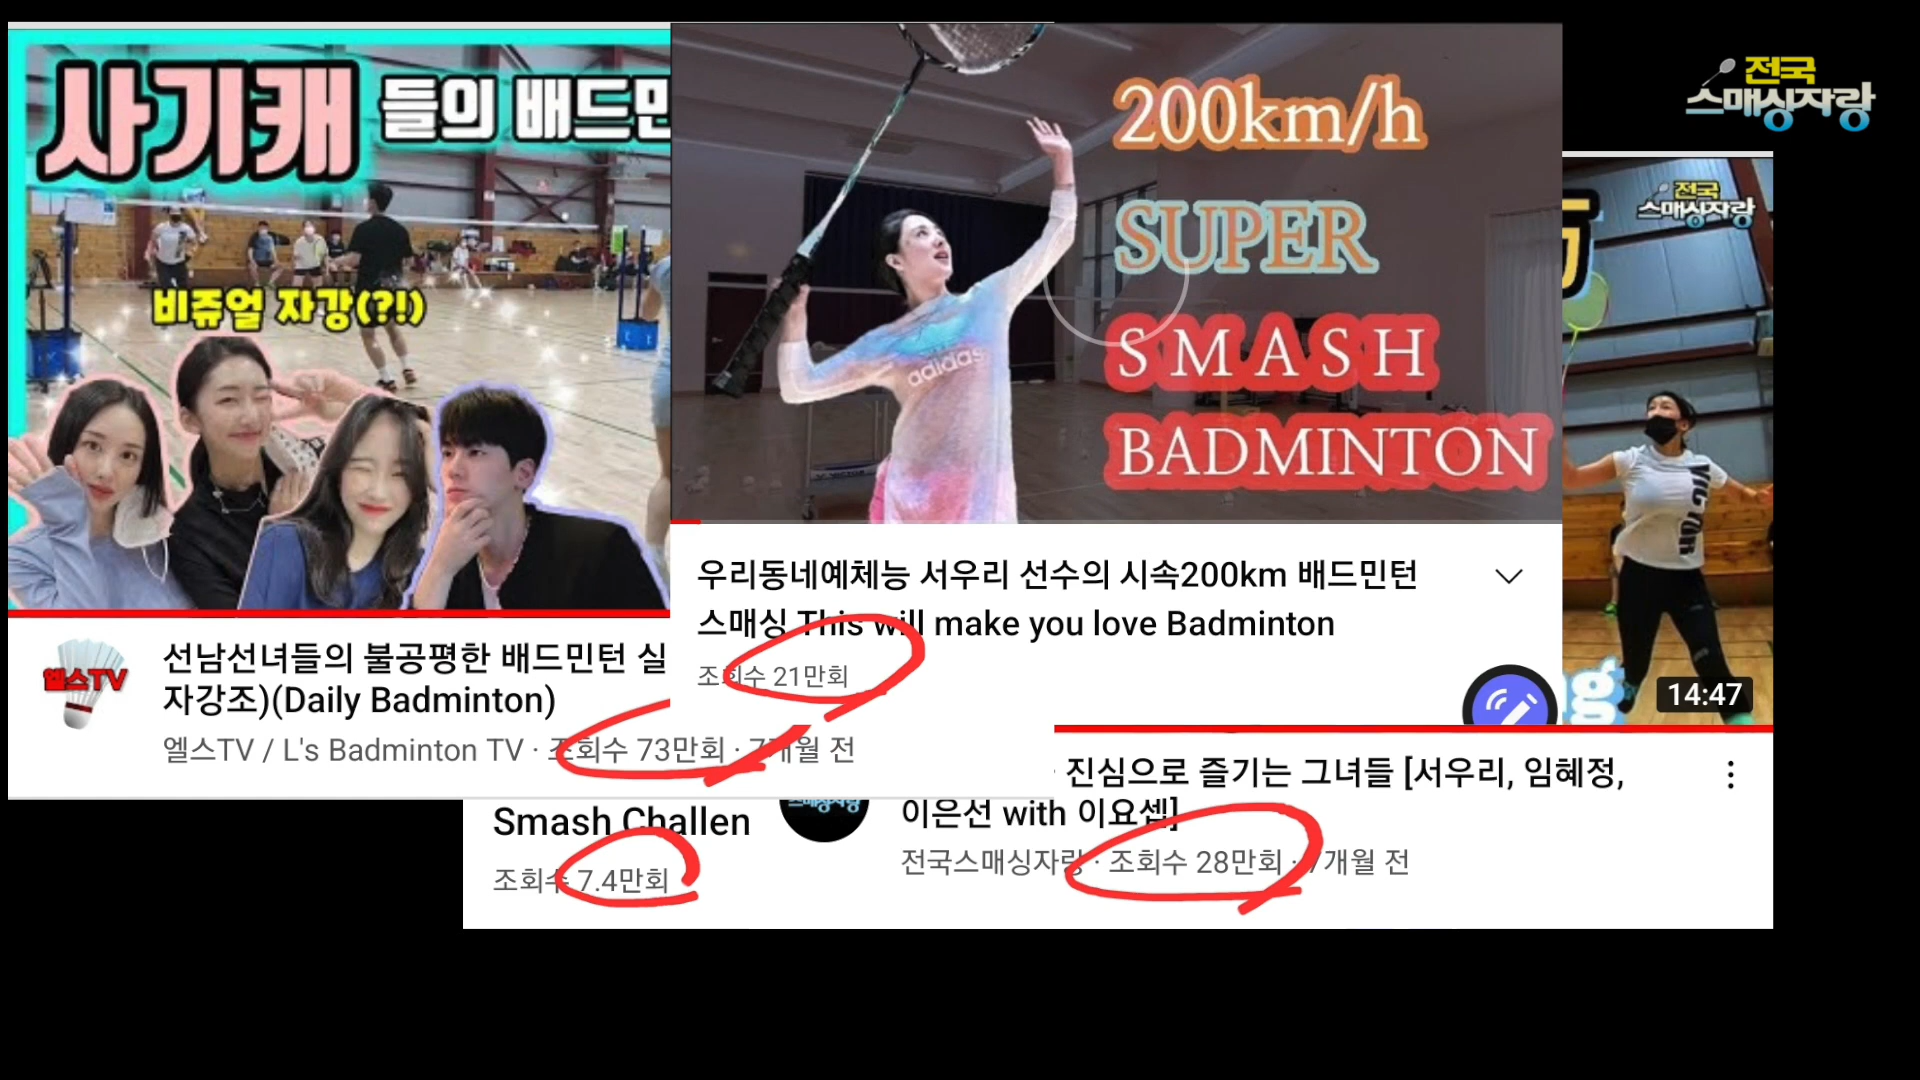 전국
스매싱자랑
사기캐 들의 배드민
비쥬얼 자강(?!)
200km/h
SUPER
SMASH
BADMINTON
adidas
전국
스매싱자랑
VICTOR
14:47
우리동네예체능 서우리 선수의 시속200km 배드민턴
스매싱 This will make you love Badminton
조회수 21만회
엘스TV
선남선녀들의 불공평한 배드민턴 실
자강조)(Daily Badminton)
엘스TV / L's Badminton TV · 조회수 73만회 · 7개월 전
진심으로 즐기는 그녀들 [서우리, 임혜정,
이은선 with 이요셉]
전국스매싱자랑 · 조회수 28만회 · 7개월 전
Smash Challen
조회수 7.4만회